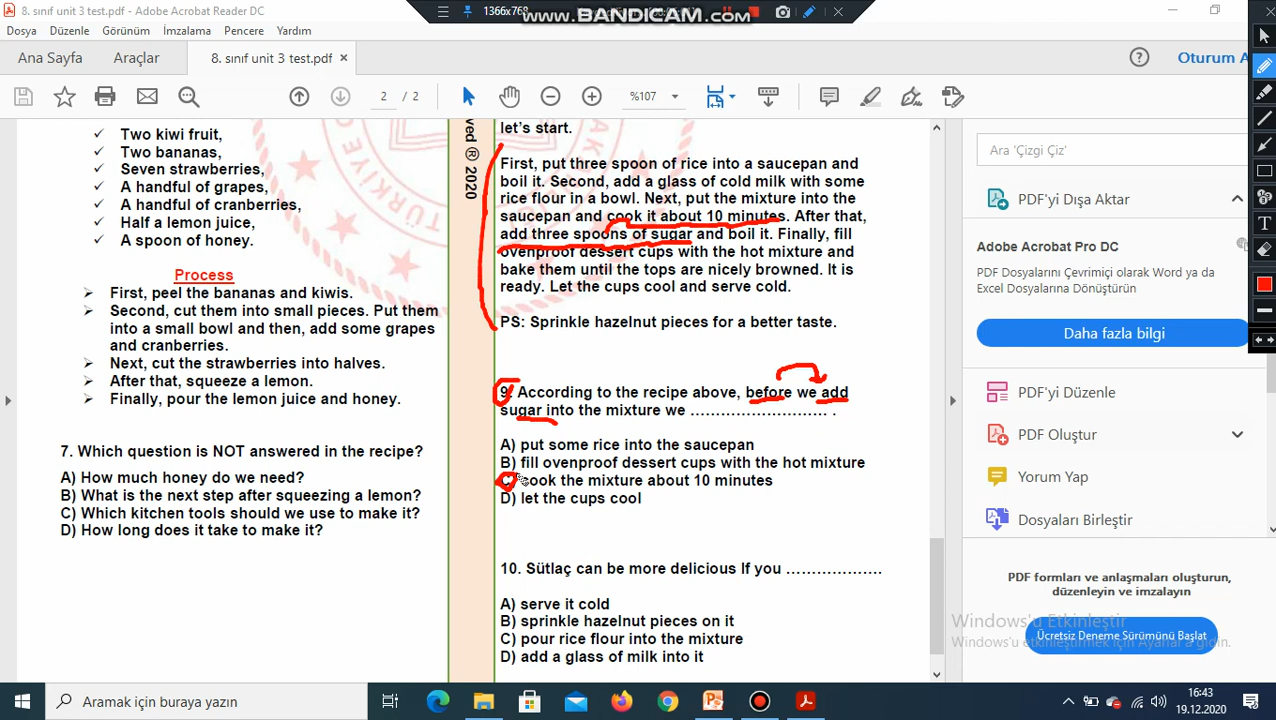 8. sınıf unit 3 test.pdf - Adobe Acrobat Reader DC
1366x768
www.BANDICAM.com
Dosya Düzenle Görünüm İmzalama Pencere Yardım
Ana Sayfa Araçlar 8. sınıf unit 3 test.pdf × Oturum A
2 / 2 %107
Two kiwi fruit,
Two bananas,
Seven strawberries,
A handful of grapes,
A handful of cranberries,
Half a lemon juice,
A spoon of honey.
Process
First, peel the bananas and kiwis.
Second, cut them into small pieces. Put them
into a small bowl and then, add some grapes
and cranberries.
Next, cut the strawberries into halves.
After that, squeeze a lemon.
Finally, pour the lemon juice and honey.
7. Which question is NOT answered in the recipe?
A) How much honey do we need?
B) What is the next step after squeezing a lemon?
C) Which kitchen tools should we use to make it?
D) How long does it take to make it?
ved ® 2020
TÜRKİYE
let's start.
First, put three spoon of rice into a saucepan and
boil it. Second, add a glass of cold milk with some
rice flour in a bowl. Next, put the mixture into the
saucepan and cook it about 10 minutes. After that,
add three spoons of sugar and boil it. Finally, fill
ovenproof dessert cups with the hot mixture and
bake them until the tops are nicely browned. It is
ready. Let the cups cool and serve cold.
PS: Sprinkle hazelnut pieces for a better taste.
9. According to the recipe above, before we add
sugar into the mixture we ………………………. .
A) put some rice into the saucepan
B) fill ovenproof dessert cups with the hot mixture
C) cook the mixture about 10 minutes
D) let the cups cool
10. Sütlaç can be more delicious If you ……………….
A) serve it cold
B) sprinkle hazelnut pieces on it
C) pour rice flour into the mixture
D) add a glass of milk into it
Ara 'Çizgi Çiz'
PDF'yi Dışa Aktar
Adobe Acrobat Pro DC
PDF Dosyalarını Çevrimiçi olarak Word ya da
Excel Dosyalarına Dönüştürün
Daha fazla bilgi
PDF'yi Düzenle
PDF Oluştur
Dosyaları Birleştir
PDF formları ve anlaşmaları oluşturun,
düzenleyin ve imzalayın
Windows'u Etkinleştir
Windows'u etkinleştirmek için Ayarlar'a gidin.
Ücretsiz Deneme Sürümünü Başlat
Aramak için buraya yazın
16:43
19.12.2020